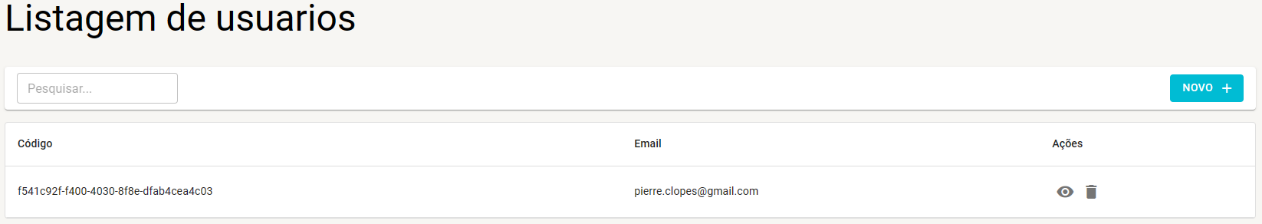 Listagem de usuarios
Pesquisar...
NOVO +
Código Email Ações
f541c92f-f400-4030-8f8e-dfab4cea4c03 pierre.clopes@gmail.com